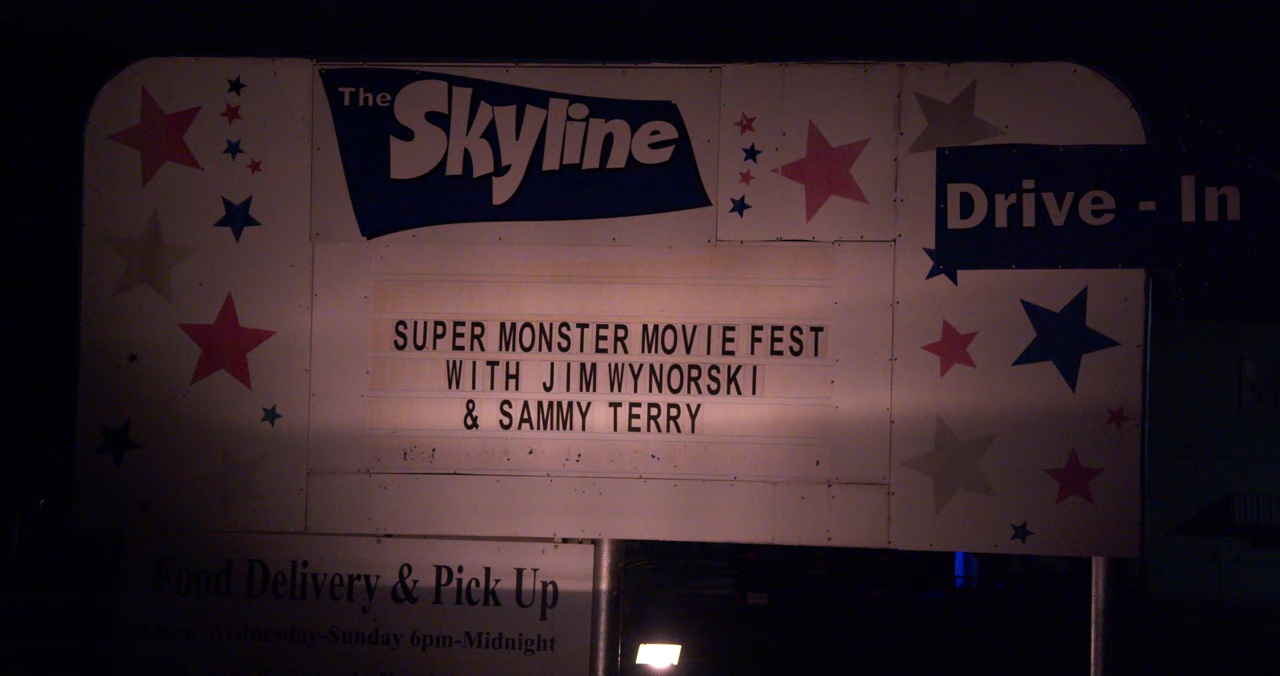 The Skyline
Drive - In
SUPER MONSTER MOVIE FEST
WITH JIM WYNORSKI
& SAMMY TERRY
Food Delivery & Pick Up
Wednesday-Sunday 6pm-Midnight